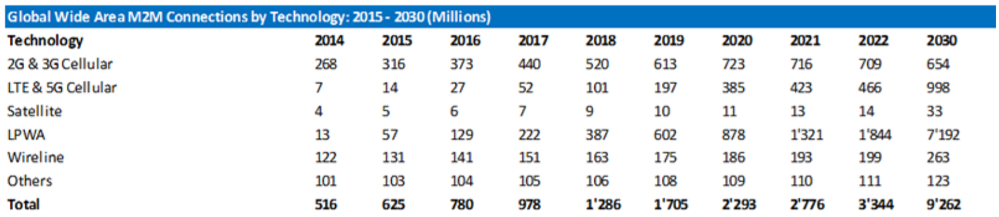 Global Wide Area M2M Connections by Technology: 2015 - 2030 (Millions)
Technology 2014 2015 2016 2017 2018 2019 2020 2021 2022 2030
2G & 3G Cellular 268 316 373 440 520 613 723 716 709 654
LTE & 5G Cellular 7 14 27 52 101 197 385 423 466 998
Satellite 4 5 6 7 9 10 11 13 14 33
LPWA 13 57 129 222 387 602 878 1'321 1'844 7'192
Wireline 122 131 141 151 163 175 186 193 199 263
Others 101 103 104 105 106 108 109 110 111 123
Total 516 625 780 978 1'286 1'705 2'293 2'776 3'344 9'262